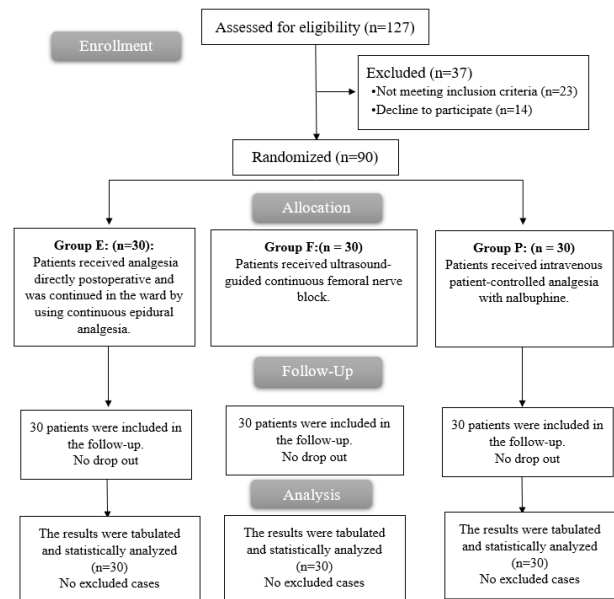 Assessed for eligibility (n=127)
Enrollment
Excluded (n=37)
•Not meeting inclusion criteria (n=23)
•Decline to participate (n=14)
Randomized (n=90)
Allocation
Group E: (n=30):
Patients received analgesia
directly postoperative and
was continued in the ward by
using continuous epidural
analgesia.
Group F:(n = 30)
Patients received ultrasound-
guided continuous femoral nerve
block.
Group P: (n = 30)
Patients received intravenous
patient-controlled analgesia
with nalbuphine.
Follow-Up
30 patients were included in
the follow-up.
No drop out
30 patients were included in
the follow-up.
No drop out
30 patients were included in
the follow-up.
No drop out
Analysis
The results were tabulated
and statistically analyzed
(n=30)
No excluded cases
The results were tabulated
and statistically analyzed
(n=30)
No excluded cases
The results were tabulated
and statistically analyzed
(n=30)
No excluded cases